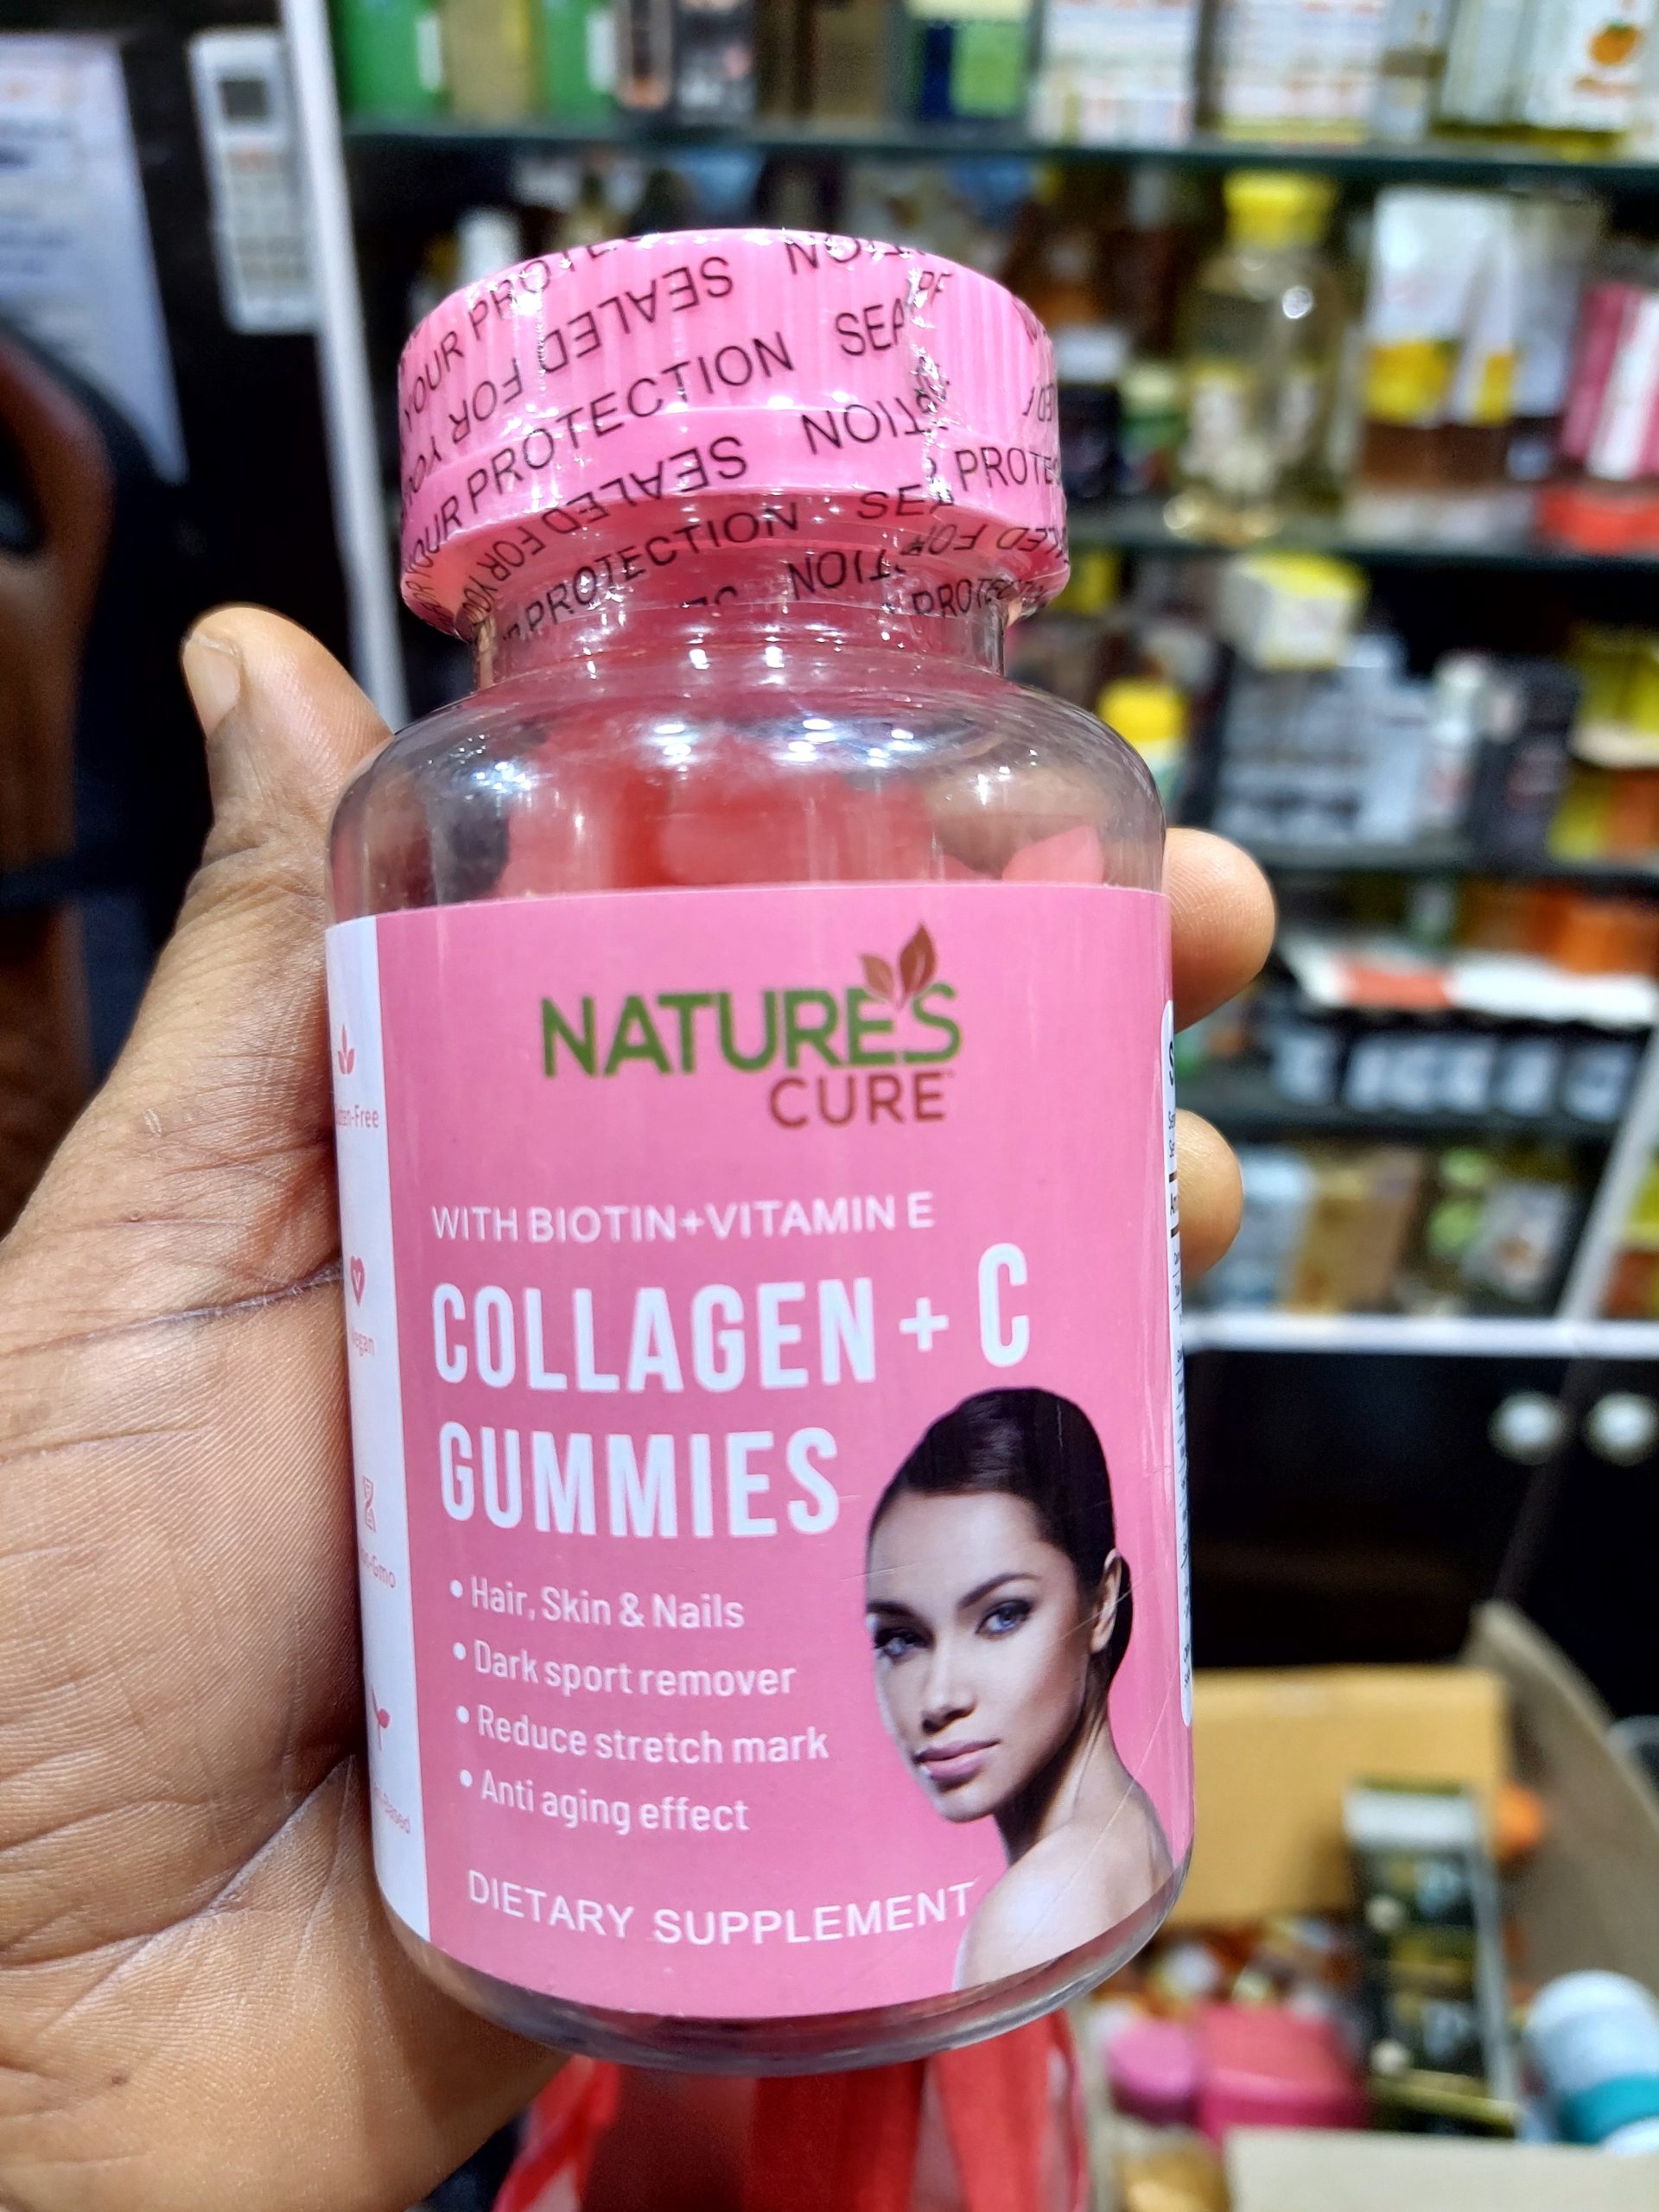 SEALED FOR YOUR PROTECTION
NATURE'S
CURE
WITH BIOTIN+VITAMIN E
COLLAGEN + C
GUMMIES
• Hair, Skin & Nails
• Dark sport remover
• Reduce stretch mark
• Anti aging effect
DIETARY SUPPLEMENT